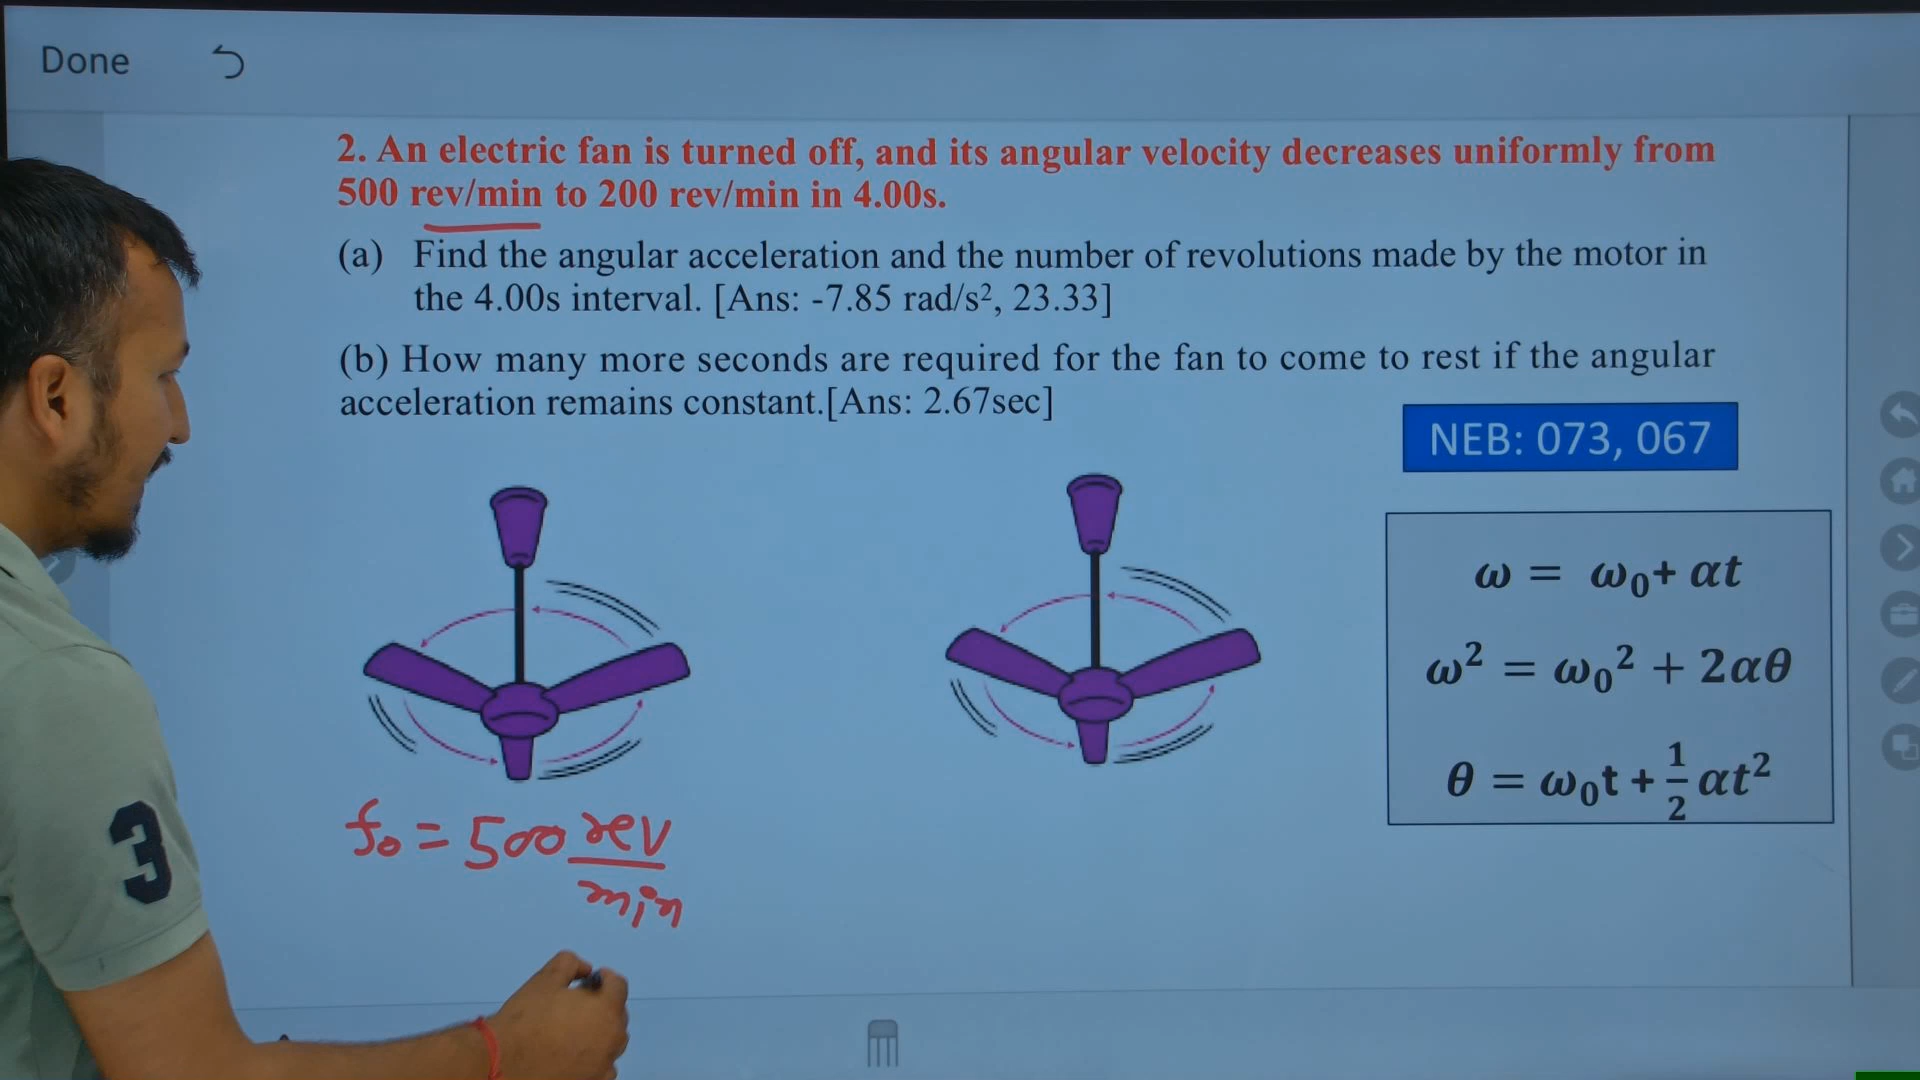 Done
2. An electric fan is turned off, and its angular velocity decreases uniformly from
500 rev/min to 200 rev/min in 4.00s.
(a) Find the angular acceleration and the number of revolutions made by the motor in
the 4.00s interval. [Ans: -7.85 rad/s², 23.33]
(b) How many more seconds are required for the fan to come to rest if the angular
acceleration remains constant.[Ans: 2.67sec]
NEB: 073, 067
ω = ω₀+ αt
ω² = ω₀² + 2αθ
θ = ω₀t + 1/2 αt²
f₀ = 500 rev/min
3